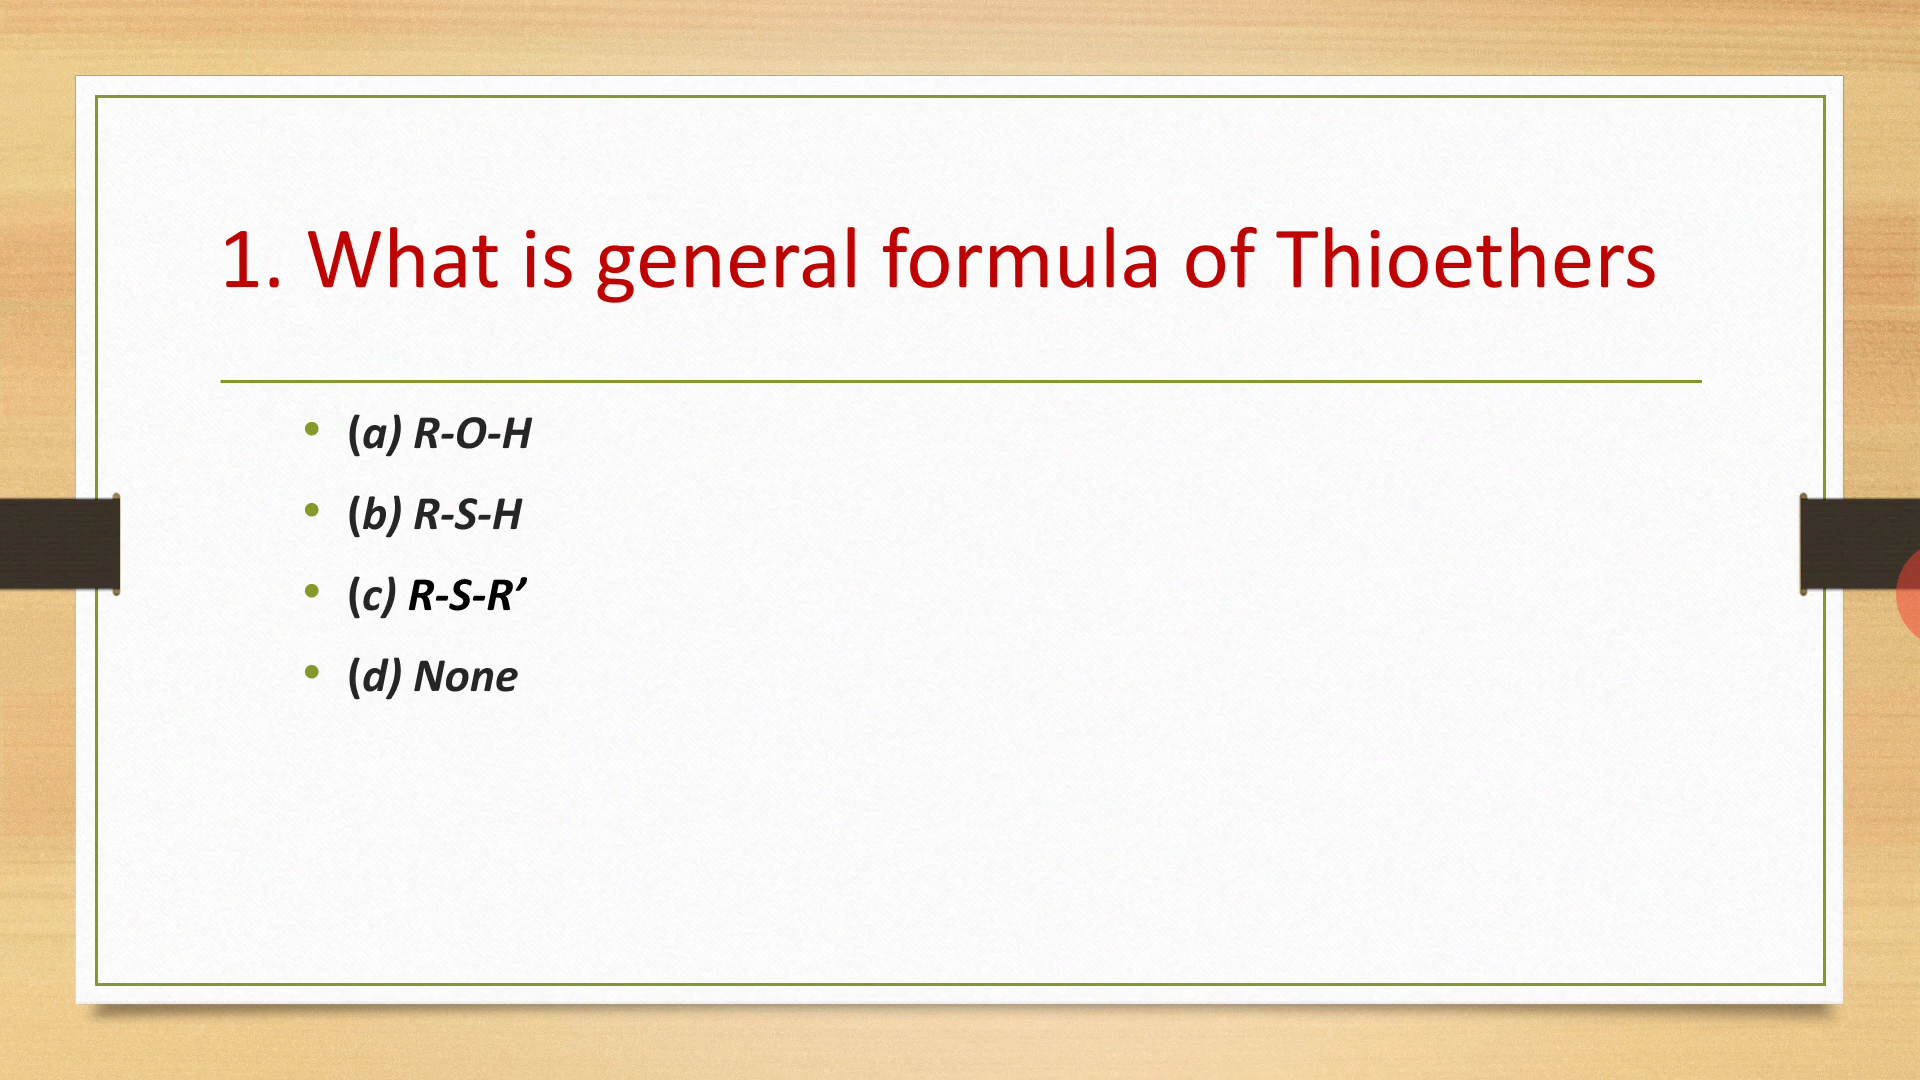 1. What is general formula of Thioethers
• (a) R-O-H
• (b) R-S-H
• (c) R-S-R’
• (d) None